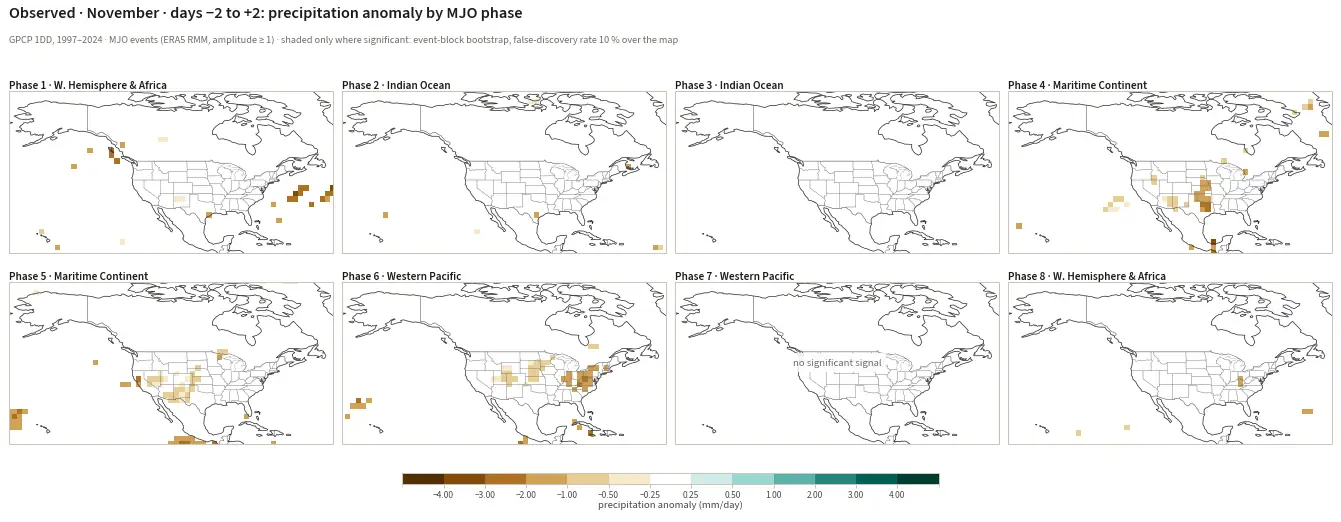 Observed · November · days −2 to +2: precipitation anomaly by MJO phase
GPCP 1DD, 1997–2024 · MJO events (ERA5 RMM, amplitude ≥ 1) · shaded only where significant: event-block bootstrap, false-discovery rate 10 % over the map
Phase 1 · W. Hemisphere & Africa
Phase 2 · Indian Ocean
Phase 3 · Indian Ocean
Phase 4 · Maritime Continent
Phase 5 · Maritime Continent
Phase 6 · Western Pacific
Phase 7 · Western Pacific
Phase 8 · W. Hemisphere & Africa
no significant signal
−4.00 −3.00 −2.00 −1.00 −0.50 −0.25 0.25 0.50 1.00 2.00 3.00 4.00
precipitation anomaly (mm/day)